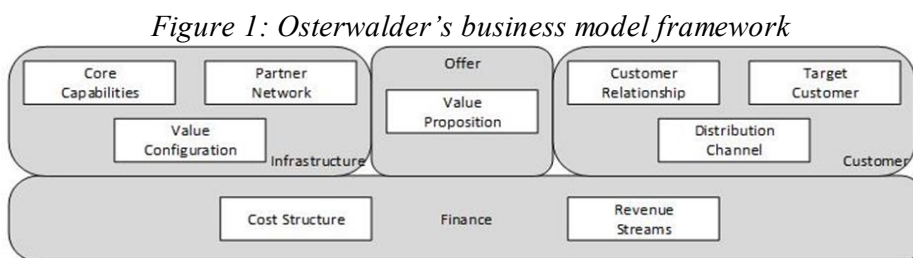 Figure 1: Osterwalder's business model framework
Core
Capabilities
Partner
Network
Value
Configuration
Infrastructure
Offer
Value
Proposition
Customer
Relationship
Target
Customer
Distribution
Channel
Customer
Cost Structure
Finance
Revenue
Streams